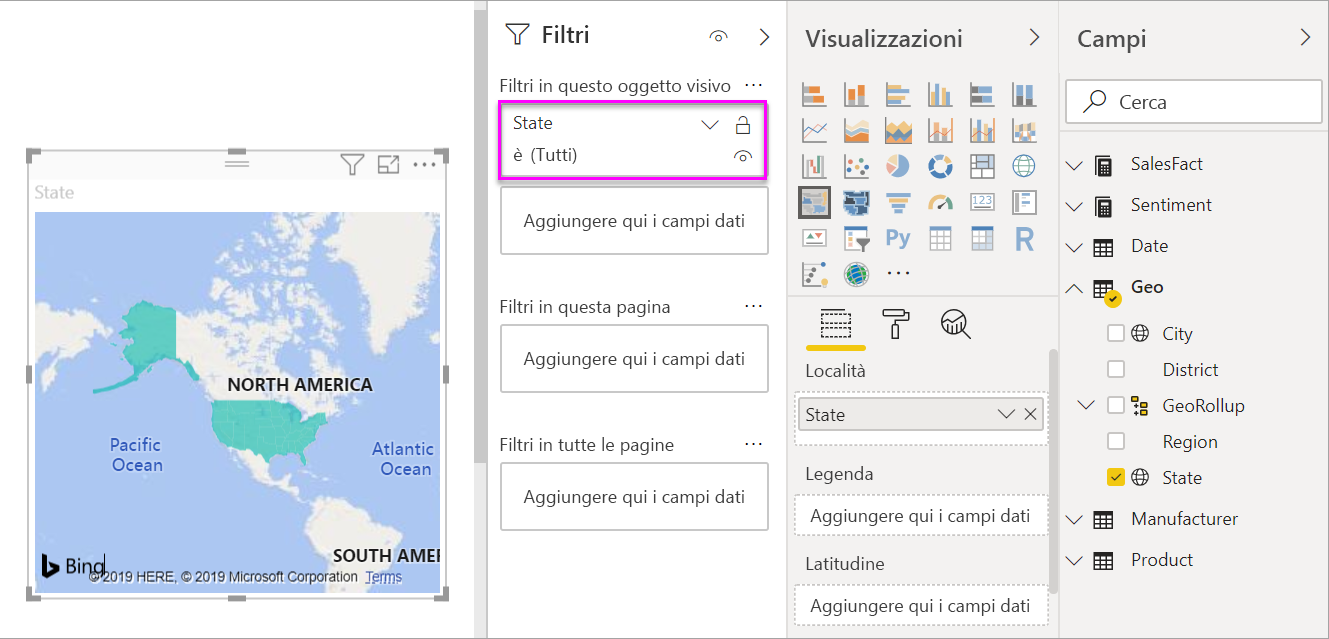 State
NORTH AMERICA
Pacific
Ocean
Atlantic
Ocean
SOUTH AMER
Bing
© 2019 HERE, © 2019 Microsoft Corporation Terms
Filtri
Filtri in questo oggetto visivo
State
è (Tutti)
Aggiungere qui i campi dati
Filtri in questa pagina
Aggiungere qui i campi dati
Filtri in tutte le pagine
Aggiungere qui i campi dati
Visualizzazioni
123
Py
R
Località
State
Legenda
Aggiungere qui i campi dati
Latitudine
Aggiungere qui i campi dati
Campi
Cerca
SalesFact
Sentiment
Date
Geo
City
District
GeoRollup
Region
State
Manufacturer
Product